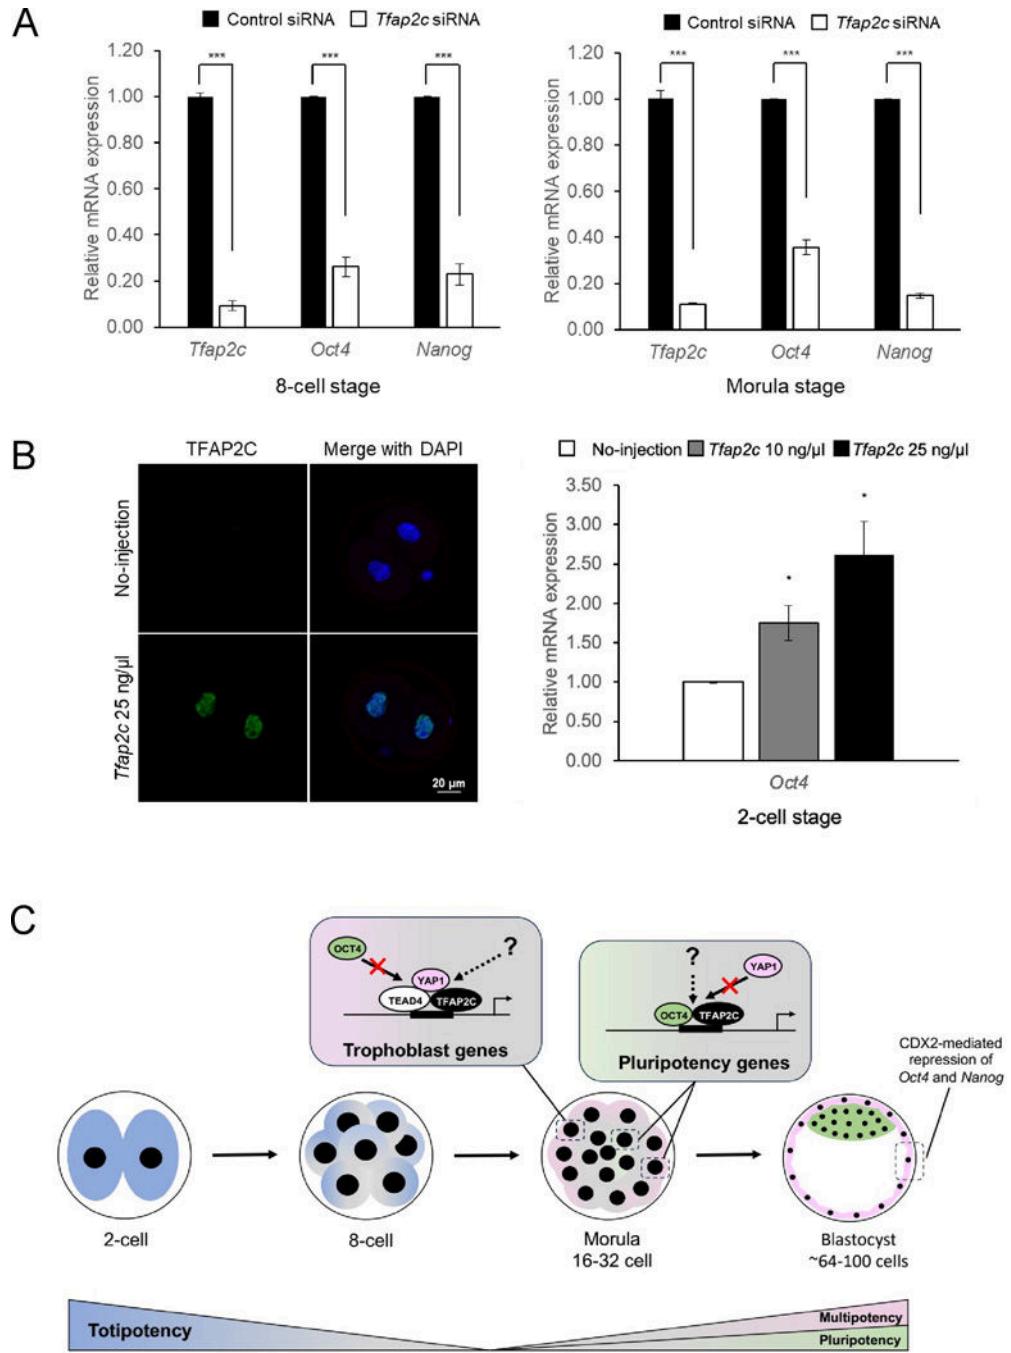 A
Control siRNA Tfap2c siRNA
Relative mRNA expression
1.20
1.00
0.80
0.60
0.40
0.20
0.00
***
***
***
Tfap2c Oct4 Nanog
8-cell stage
Control siRNA Tfap2c siRNA
Relative mRNA expression
1.20
1.00
0.80
0.60
0.40
0.20
0.00
***
***
***
Tfap2c Oct4 Nanog
Morula stage
B
TFAP2C Merge with DAPI
No-injection
Tfap2c 25 ng/µl
20 µm
No-injection Tfap2c 10 ng/µl Tfap2c 25 ng/µl
Relative mRNA expression
3.50
3.00
2.50
2.00
1.50
1.00
0.50
0.00
*
*
Oct4
2-cell stage
C
OCT4
?
YAP1
TEAD4 TFAP2C
Trophoblast genes
?
YAP1
OCT4 TFAP2C
Pluripotency genes
CDX2-mediated
repression of
Oct4 and Nanog
2-cell
8-cell
Morula
16-32 cell
Blastocyst
~64-100 cells
Totipotency
Multipotency
Pluripotency